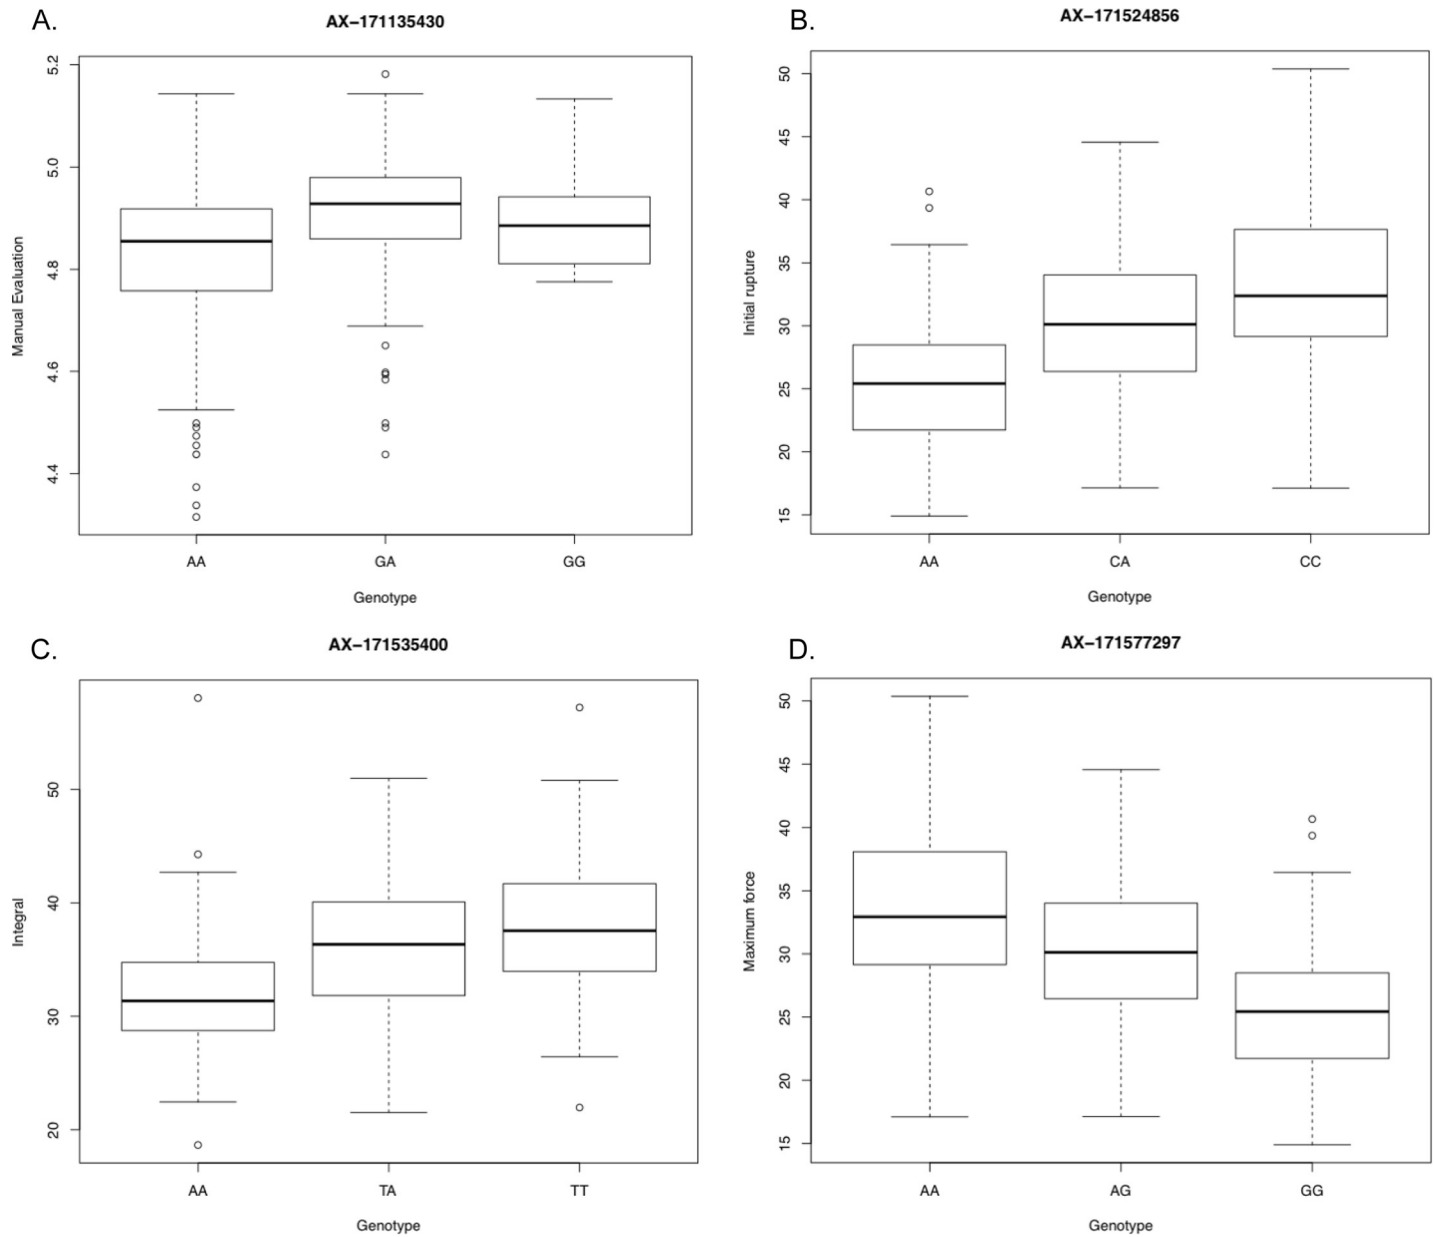 A.
AX-171135430
5.2
5.0
4.8
4.6
4.4
Manual Evaluation
AA GA GG
Genotype
B.
AX-171524856
50
45
40
35
30
25
20
15
Initial rupture
AA CA CC
Genotype
C.
AX-171535400
50
40
30
20
Integral
AA TA TT
Genotype
D.
AX-171577297
50
45
40
35
30
25
20
15
Maximum force
AA AG GG
Genotype